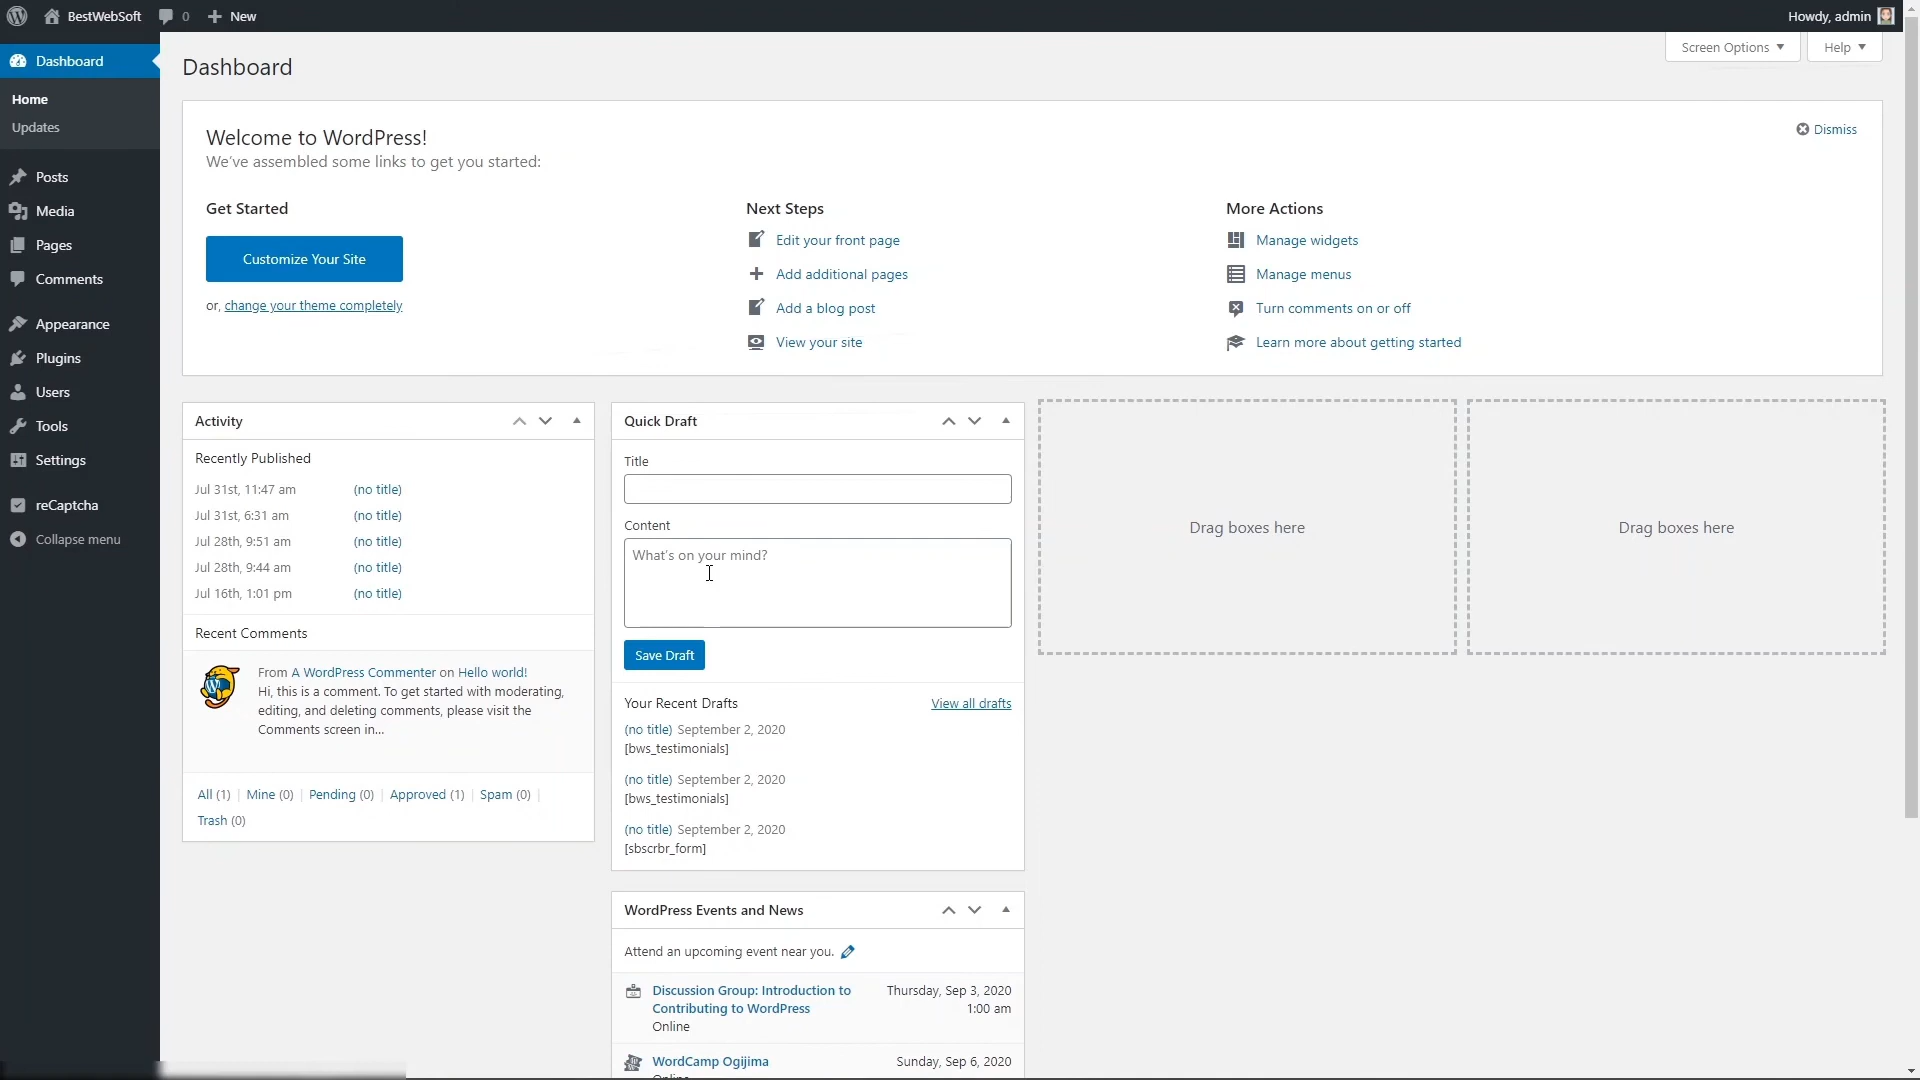 BestWebSoft 0 New Howdy, admin
Dashboard
Home
Updates
Posts
Media
Pages
Comments
Appearance
Plugins
Users
Tools
Settings
reCaptcha
Collapse menu
Screen Options Help
Dashboard
Welcome to WordPress!
Dismiss
We've assembled some links to get you started:
Get Started
Customize Your Site
or, change your theme completely
Next Steps
Edit your front page
Add additional pages
Add a blog post
View your site
More Actions
Manage widgets
Manage menus
Turn comments on or off
Learn more about getting started
Activity
Recently Published
Jul 31st, 11:47 am (no title)
Jul 31st, 6:31 am (no title)
Jul 28th, 9:51 am (no title)
Jul 28th, 9:44 am (no title)
Jul 16th, 1:01 pm (no title)
Recent Comments
From A WordPress Commenter on Hello world!
Hi, this is a comment. To get started with moderating,
editing, and deleting comments, please visit the
Comments screen in...
All (1) | Mine (0) | Pending (0) | Approved (1) | Spam (0) |
Trash (0)
Quick Draft
Title
Content
What's on your mind?
Save Draft
Your Recent Drafts View all drafts
(no title) September 2, 2020
[bws_testimonials]
(no title) September 2, 2020
[bws_testimonials]
(no title) September 2, 2020
[sbscrbr_form]
WordPress Events and News
Attend an upcoming event near you.
Discussion Group: Introduction to Thursday, Sep 3, 2020
Contributing to WordPress 1:00 am
Online
WordCamp Ogijima Sunday, Sep 6, 2020
Online
Drag boxes here
Drag boxes here